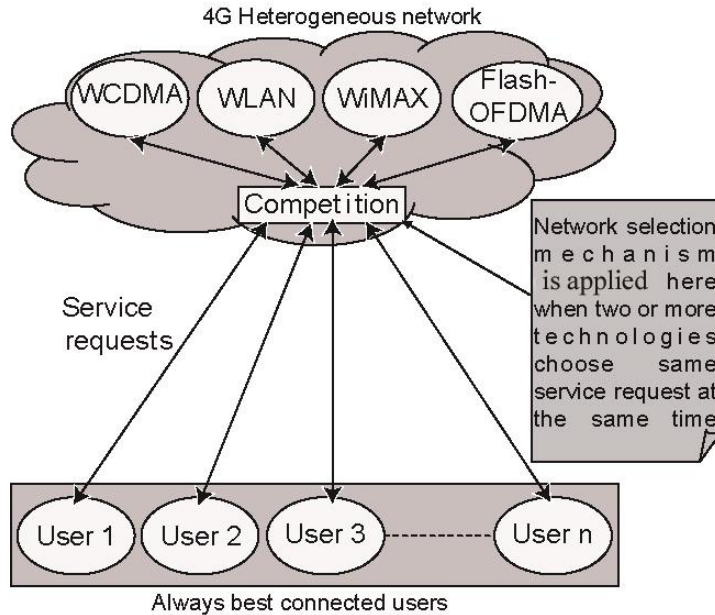 4G Heterogeneous network
WCDMA
WLAN
WiMAX
Flash-
OFDMA
Competition
Network selection
mechanism
is applied here
when two or more
technologies
choose same
service request at
the same time
Service
requests
User 1
User 2
User 3
User n
Always best connected users